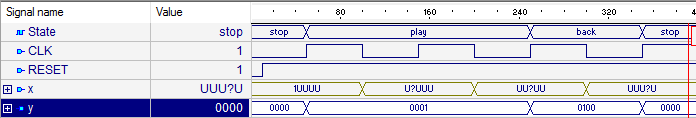 Signal name Value 80 160 240 320 4
State stop stop play back stop
CLK 1
RESET 1
x UUU?U 1UUUU U?UUU UU?UU UUU?U
y 0000 0000 0001 0100 0000